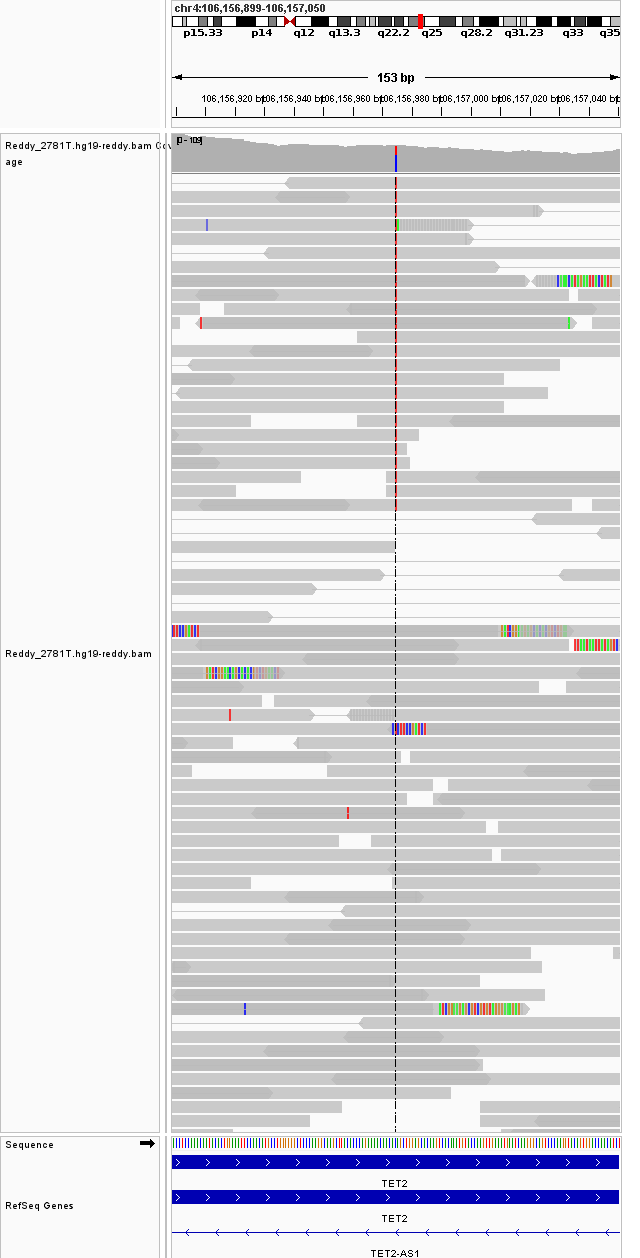 chr4:106,156,899-106,157,050
p15.33 p14 q12 q13.3 q22.2 q25 q28.2 q31.23 q33 q35
153 bp
106,156,920 bp 106,156,940 bp 106,156,960 bp 106,156,980 bp 106,157,000 bp 106,157,020 bp 106,157,040
Reddy_2781T.hg19-reddy.bam Cov
age
[0 - 109]
Reddy_2781T.hg19-reddy.bam
Sequence
TET2
RefSeq Genes
TET2
TET2-AS1